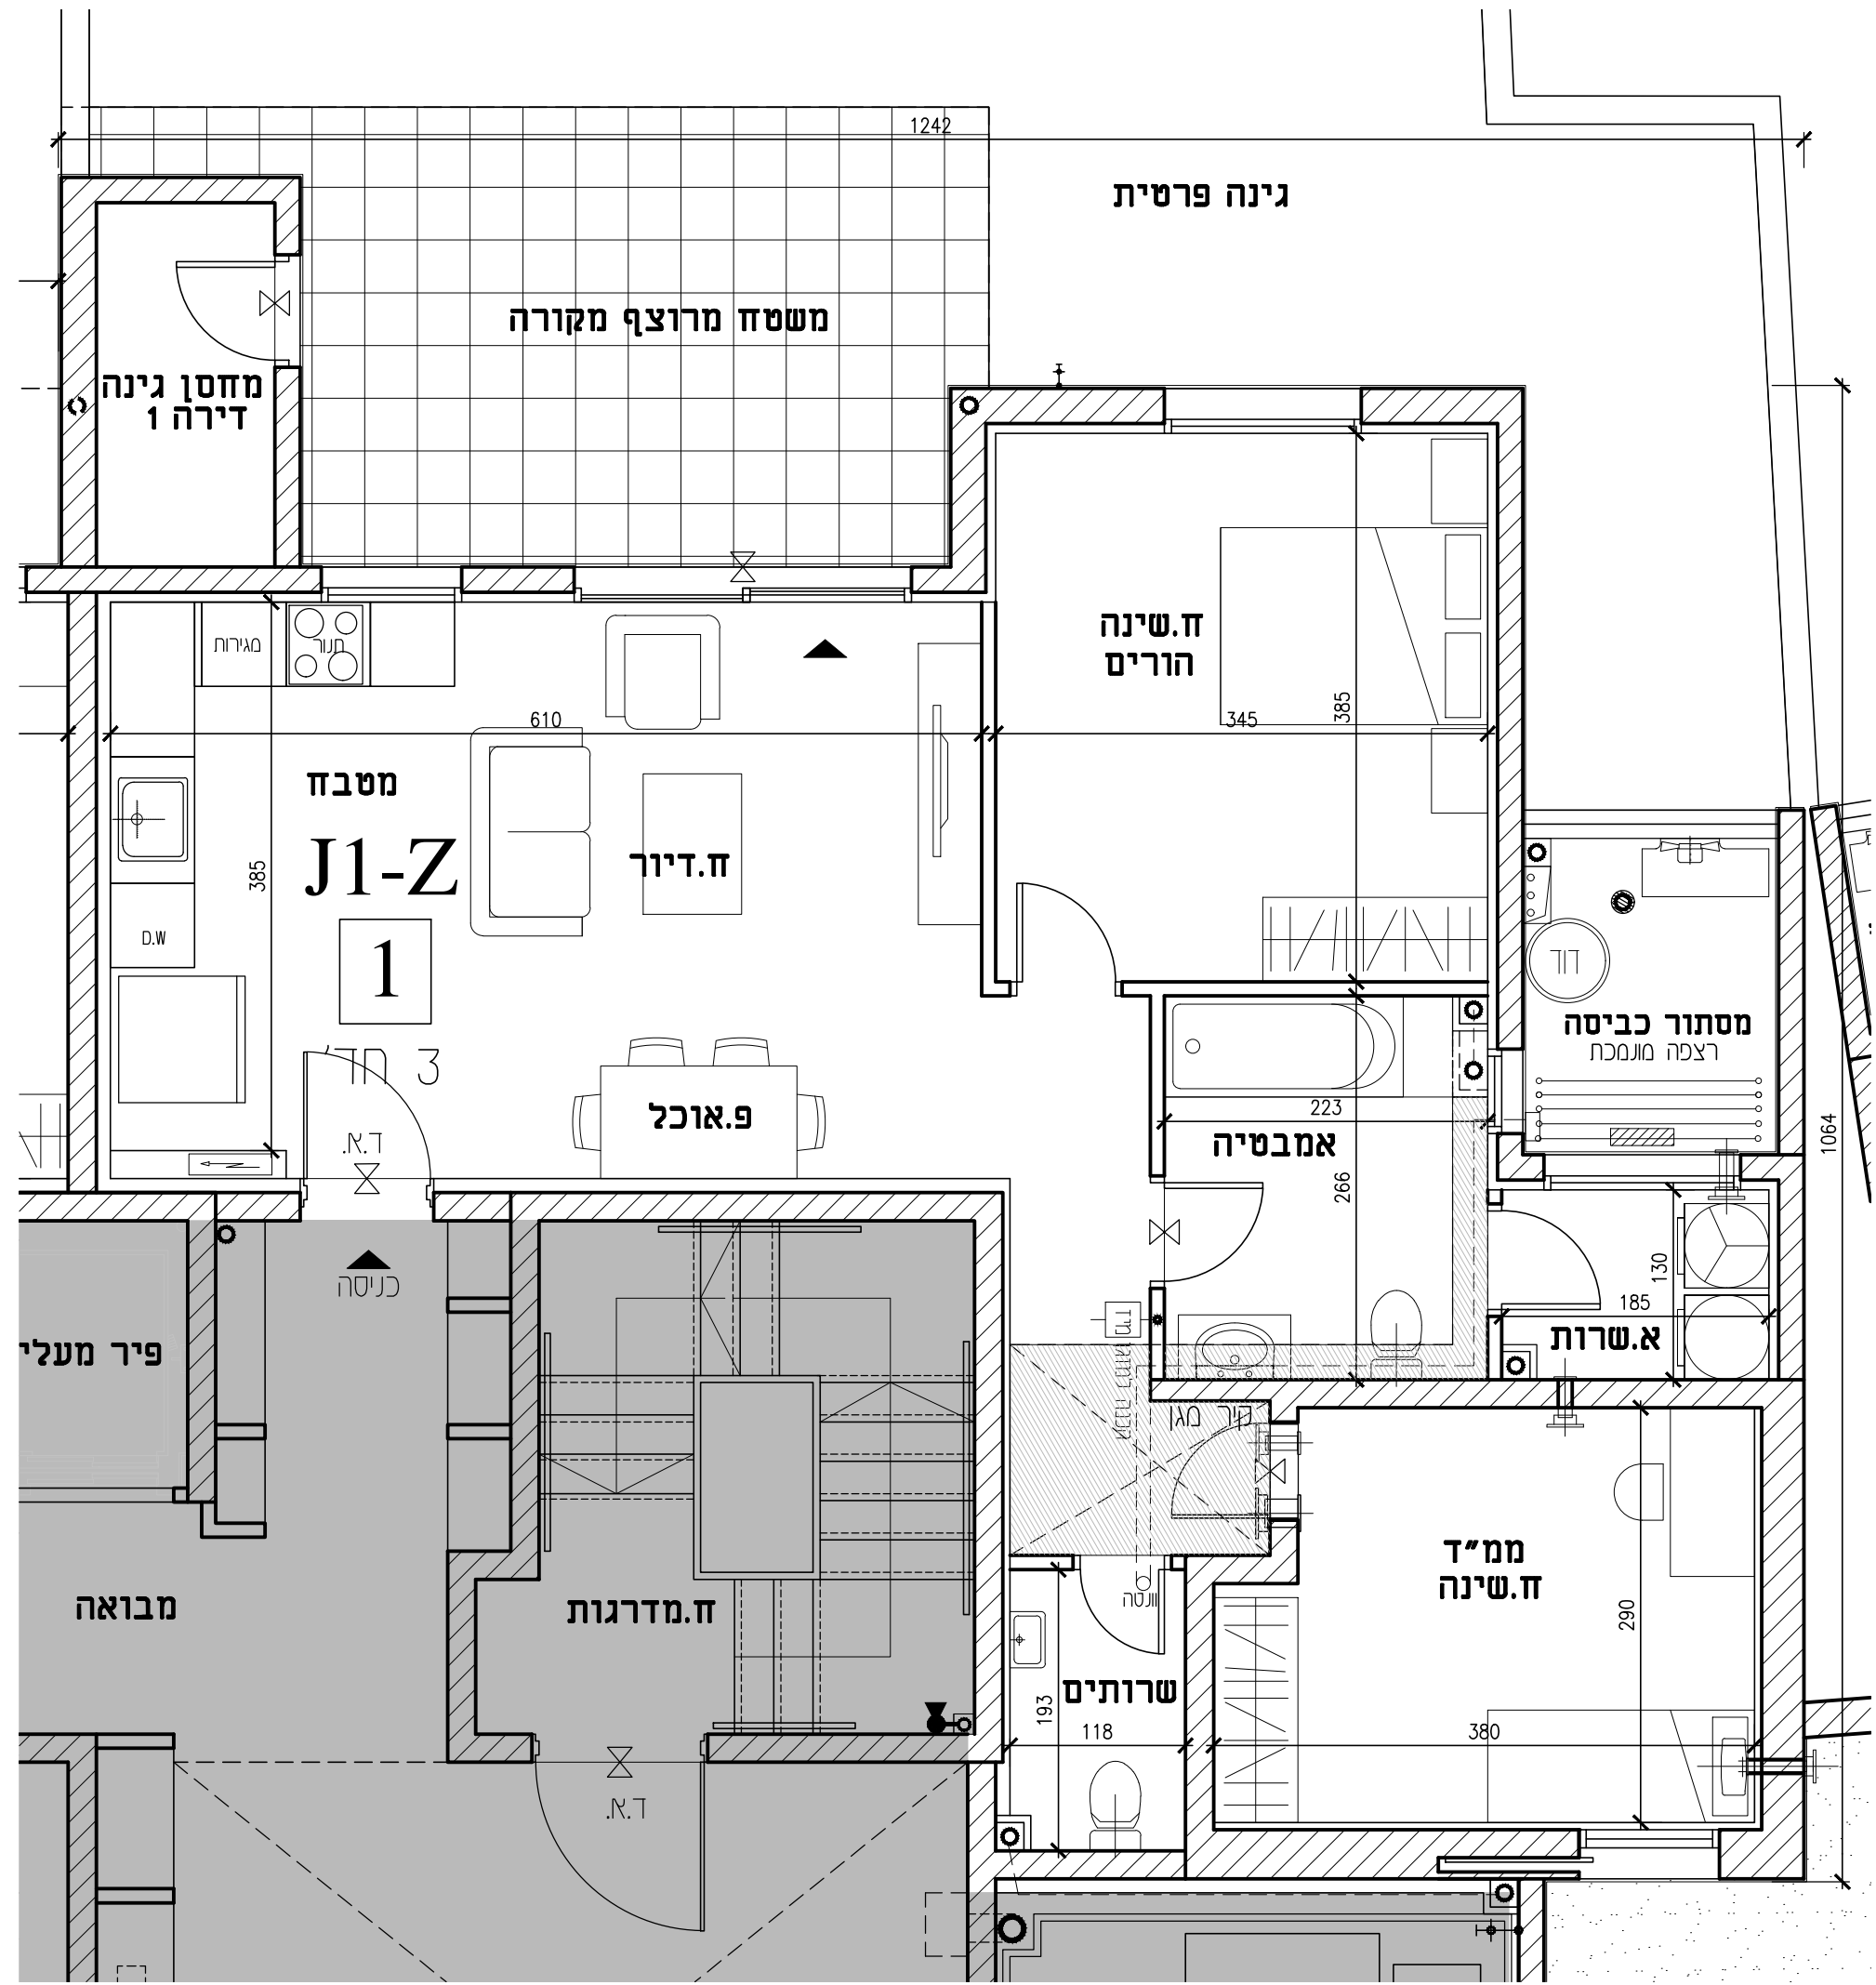 1242
גינה פרטית
משטח מרוצף מקורה
מחסן גינה
דירה 1
ח.שינה
הורים
מגירות
תנור
610
345
385
מטבח
J1-Z
ח.דיור
385
D.W
1
3 חד'
דוד
מסתור כביסה
רצפה מונמכת
פ.אוכל
223
אמבטיה
1064
ד.א.
266
כניסה
130
185
א.שרות
פיר מעלי
קיר מגן
ממ״ד
ח.שינה
290
מבואה
ח.מדרגות
וונטה
שרותים
193
118
380
ד.א.